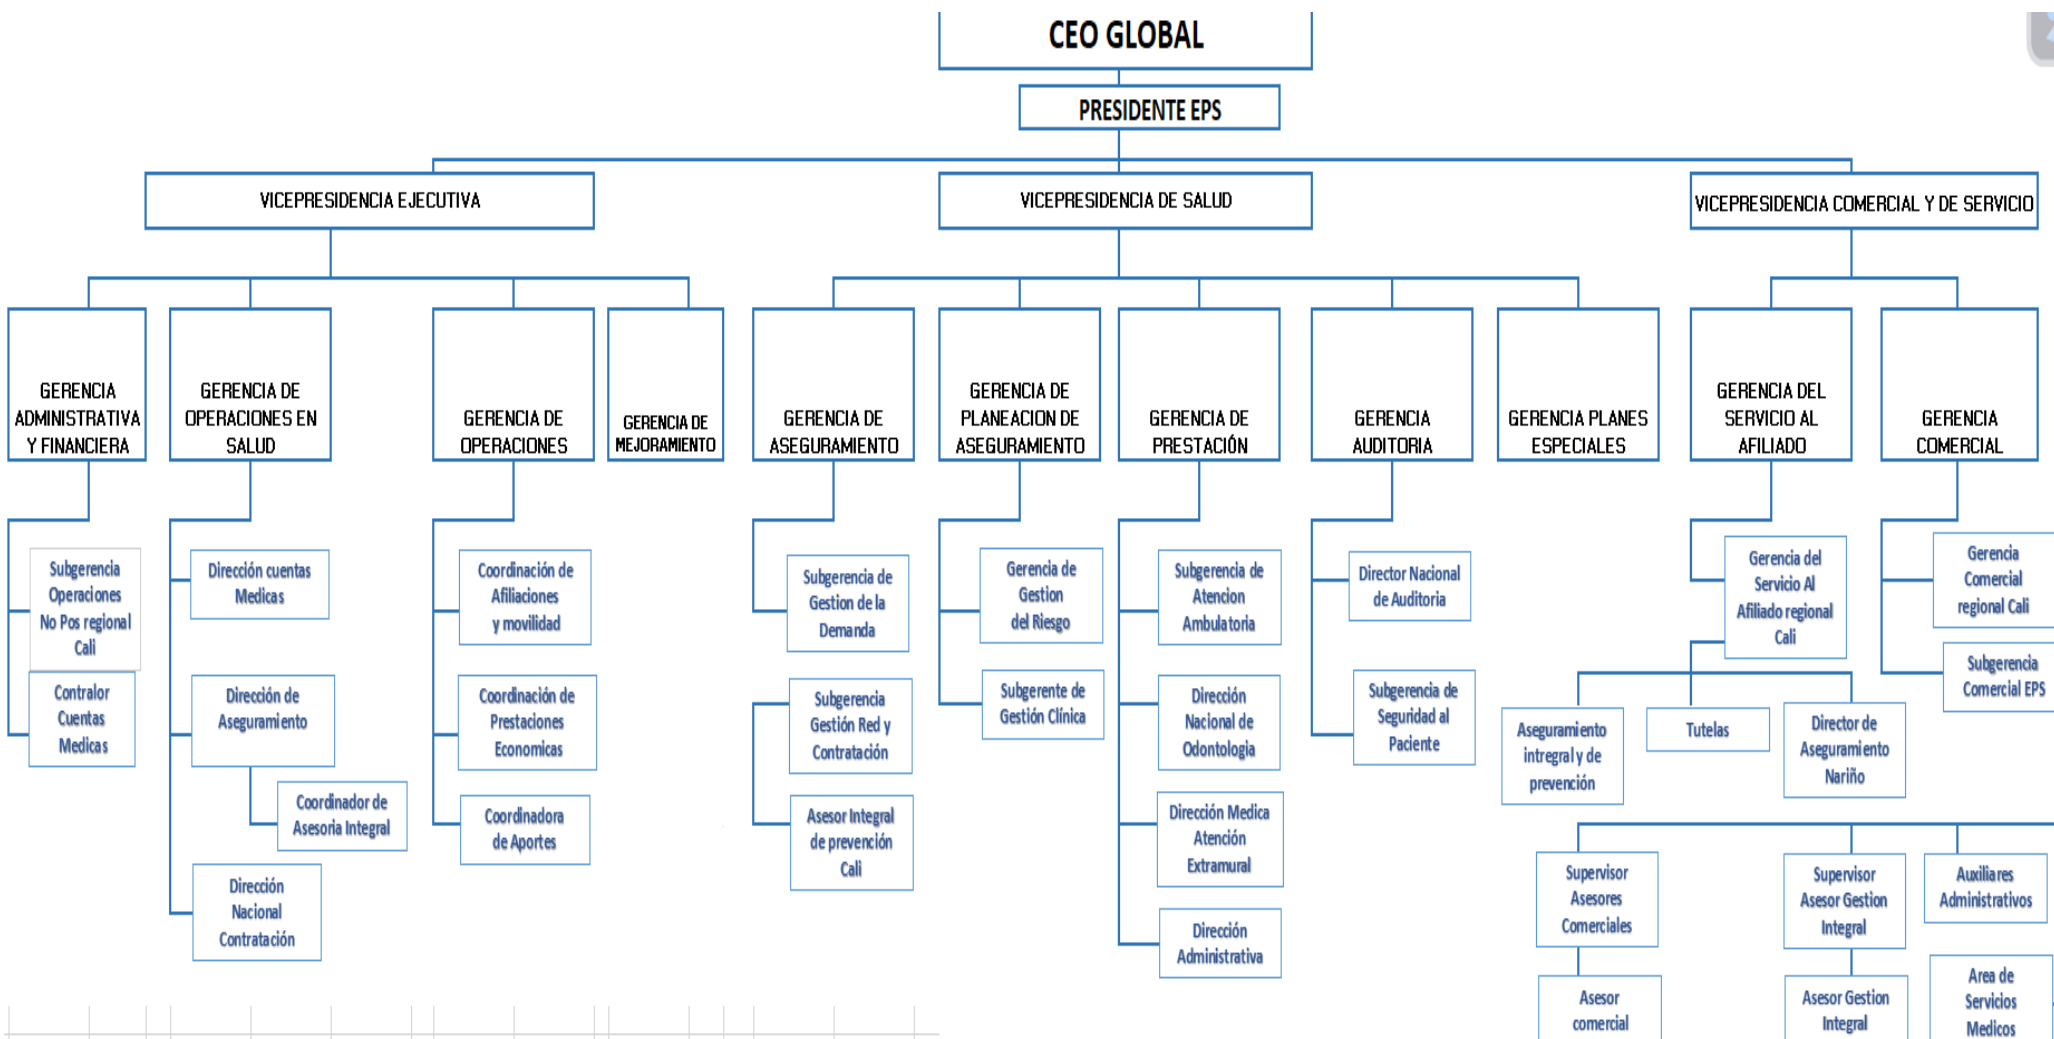 CEO GLOBAL
PRESIDENTE EPS
VICEPRESIDENCIA EJECUTIVA
VICEPRESIDENCIA DE SALUD
VICEPRESIDENCIA COMERCIAL Y DE SERVICIO
GERENCIA
ADMINISTRATIVA
Y FINANCIERA
GERENCIA DE
OPERACIONES EN
SALUD
GERENCIA DE
OPERACIONES
GERENCIA DE
MEJORAMIENTO
GERENCIA DE
ASEGURAMIENTO
GERENCIA DE
PLANEACION DE
ASEGURAMIENTO
GERENCIA DE
PRESTACIÓN
GERENCIA
AUDITORIA
GERENCIA PLANES
ESPECIALES
GERENCIA DEL
SERVICIO AL
AFILIADO
GERENCIA
COMERCIAL
Subgerencia
Operaciones
No Pos regional
Cali
Contralor
Cuentas
Medicas
Dirección cuentas
Medicas
Dirección de
Aseguramiento
Coordinador de
Asesoria Integral
Dirección
Nacional
Contratación
Coordinación de
Afiliaciones
y movilidad
Coordinación de
Prestaciones
Economicas
Coordinadora
de Aportes
Subgerencia de
Gestion de la
Demanda
Subgerencia
Gestión Red y
Contratación
Asesor Integral
de prevención
Cali
Gerencia de
Gestion
del Riesgo
Subgerente de
Gestión Clínica
Subgerencia de
Atencion
Ambulatoria
Dirección
Nacional de
Odontologia
Dirección Medica
Atención
Extramural
Dirección
Administrativa
Director Nacional
de Auditoria
Subgerencia de
Seguridad al
Paciente
Gerencia del
Servicio Al
Afiliado regional
Cali
Gerencia
Comercial
regional Cali
Subgerencia
Comercial EPS
Aseguramiento
intregral y de
prevención
Tutelas
Director de
Aseguramiento
Nariño
Supervisor
Asesores
Comerciales
Supervisor
Asesor Gestion
Integral
Auxiliares
Administrativos
Asesor
comercial
Asesor Gestion
Integral
Area de
Servicios
Medicos